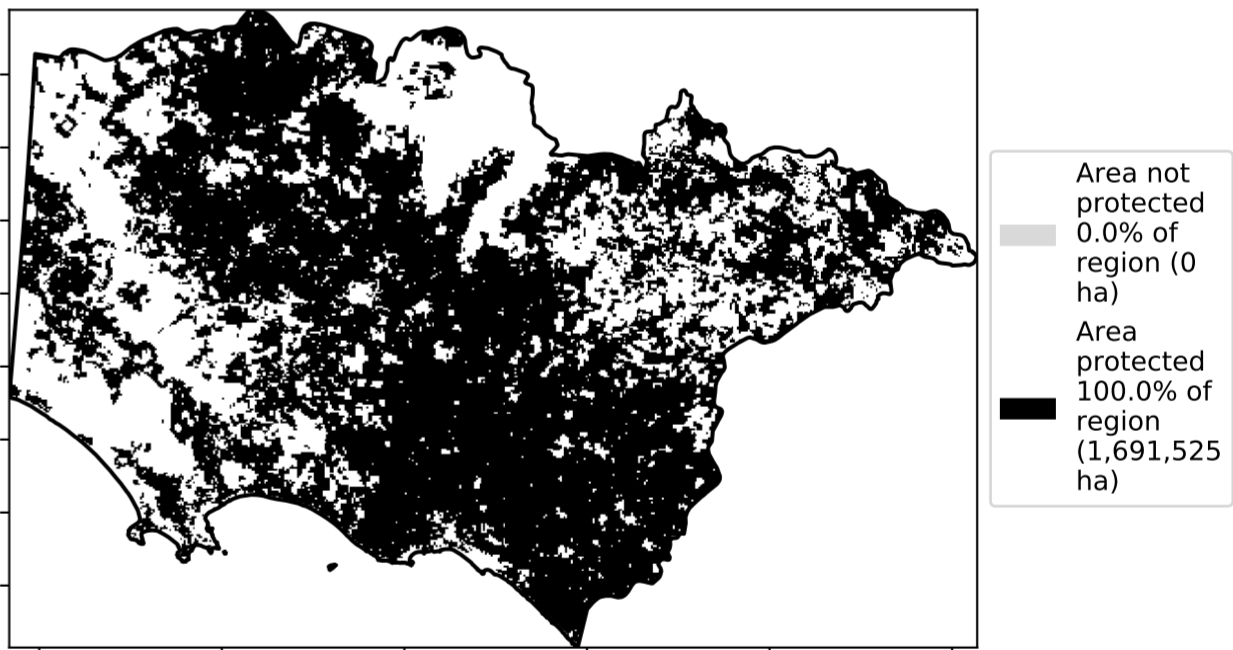 Area not
protected
0.0% of
region (0
ha)
Area
protected
100.0% of
region
(1,691,525
ha)